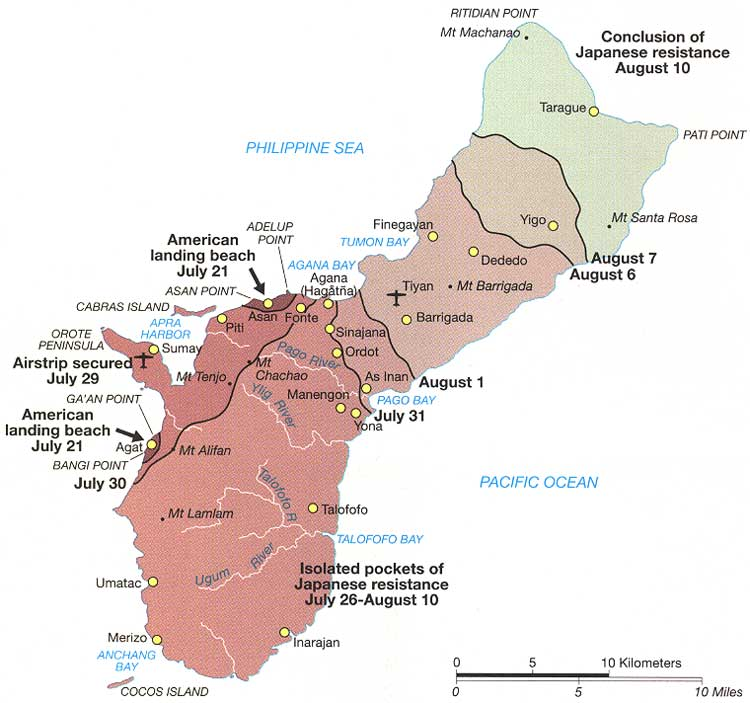 RITIDIAN POINT
Mt Machanao
Conclusion of
Japanese resistance
August 10
Tarague
PATI POINT
PHILIPPINE SEA
Mt Santa Rosa
Yigo
ADELUP
POINT
Finegayan
TUMON BAY
American
landing beach
July 21
Dededo
August 7
August 6
AGANA BAY
Agana
(Hagåtña)
Tiyan
Mt Barrigada
ASAN POINT
CABRAS ISLAND
Asan
Fonte
Piti
Barrigada
APRA
HARBOR
Sinajana
OROTE
PENINSULA
Sumay
Ordot
Pago River
Airstrip secured
July 29
Mt
Chachao
Mt Tenjo
As Inan
August 1
Ylig River
Manengon
PAGO BAY
July 31
Yona
GA'AN POINT
American
landing beach
July 21
Agat
Mt Alifan
BANGI POINT
July 30
PACIFIC OCEAN
Talofofo R
Mt Lamlam
Talofofo
TALOFOFO BAY
Ugum River
Isolated pockets of
Japanese resistance
July 26-August 10
Umatac
Merizo
Inarajan
ANCHANG
BAY
COCOS ISLAND
0 5 10 Kilometers
0 5 10 Miles